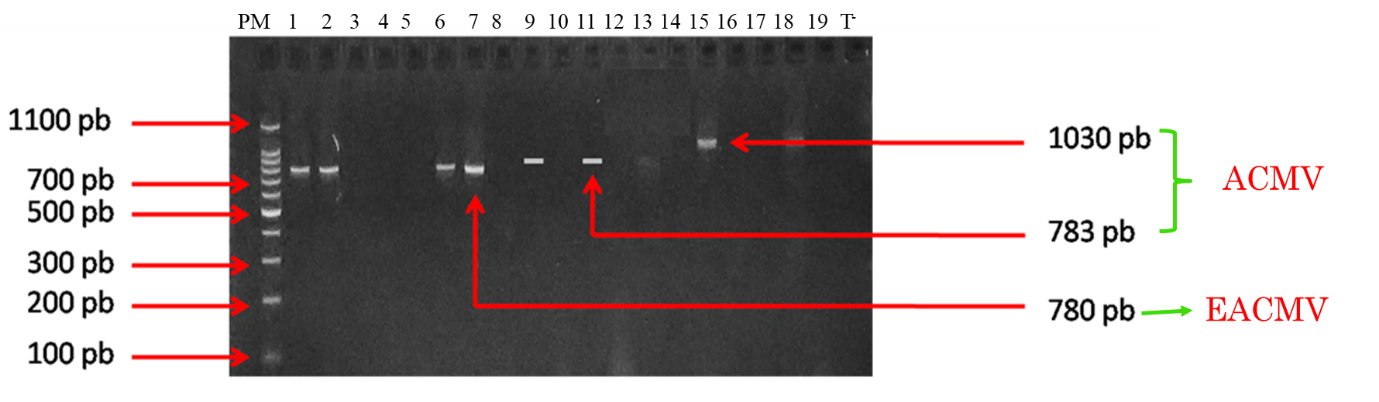 PM 1 2 3 4 5 6 7 8 9 10 11 12 13 14 15 16 17 18 19 T-
1100 pb
700 pb
500 pb
300 pb
200 pb
100 pb
1030 pb
ACMV
783 pb
780 pb
EACMV